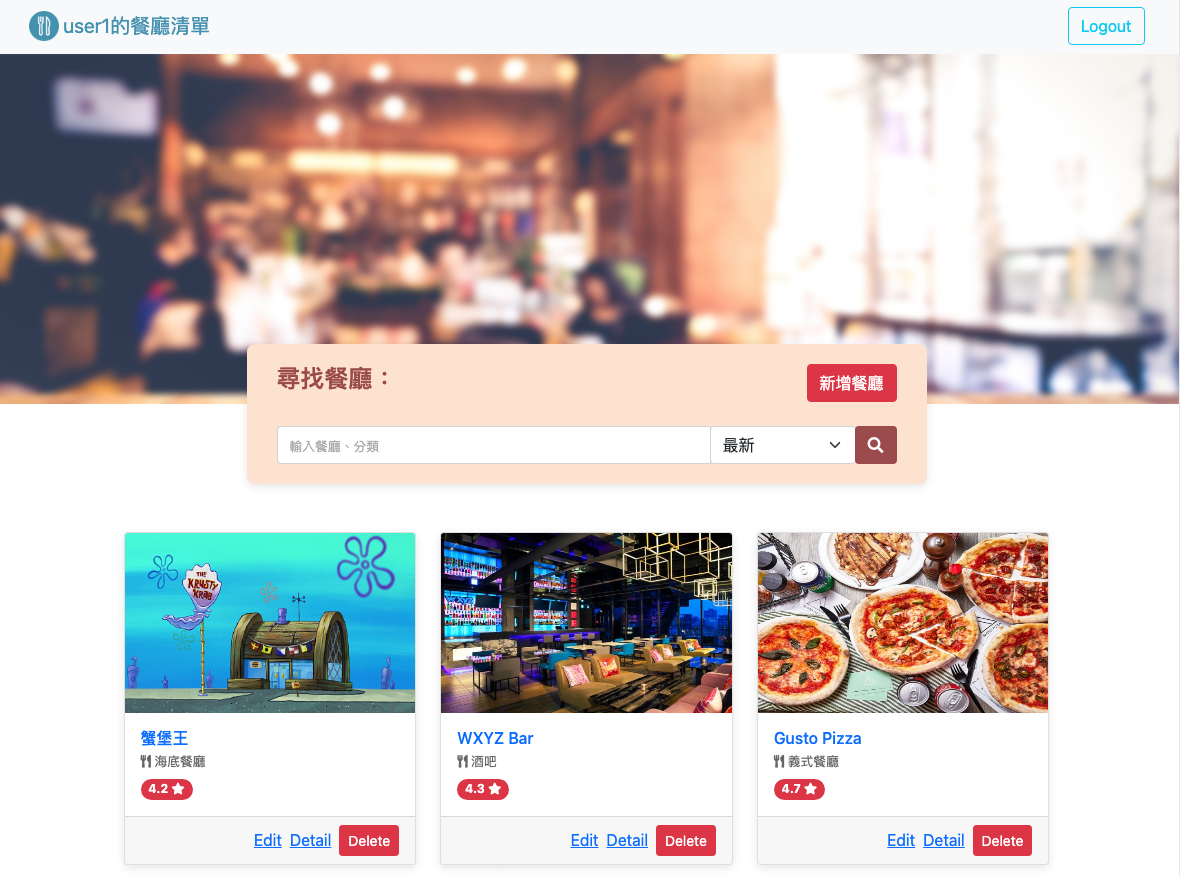 user1的餐廳清單
Logout
尋找餐廳：
新增餐廳
輸入餐廳、分類
最新
THE
KRUSTY
KRAB
蟹堡王
海底餐廳
4.2
Edit Detail Delete
WXYZ Bar
酒吧
4.3
Edit Detail Delete
Gusto Pizza
義式餐廳
4.7
Edit Detail Delete